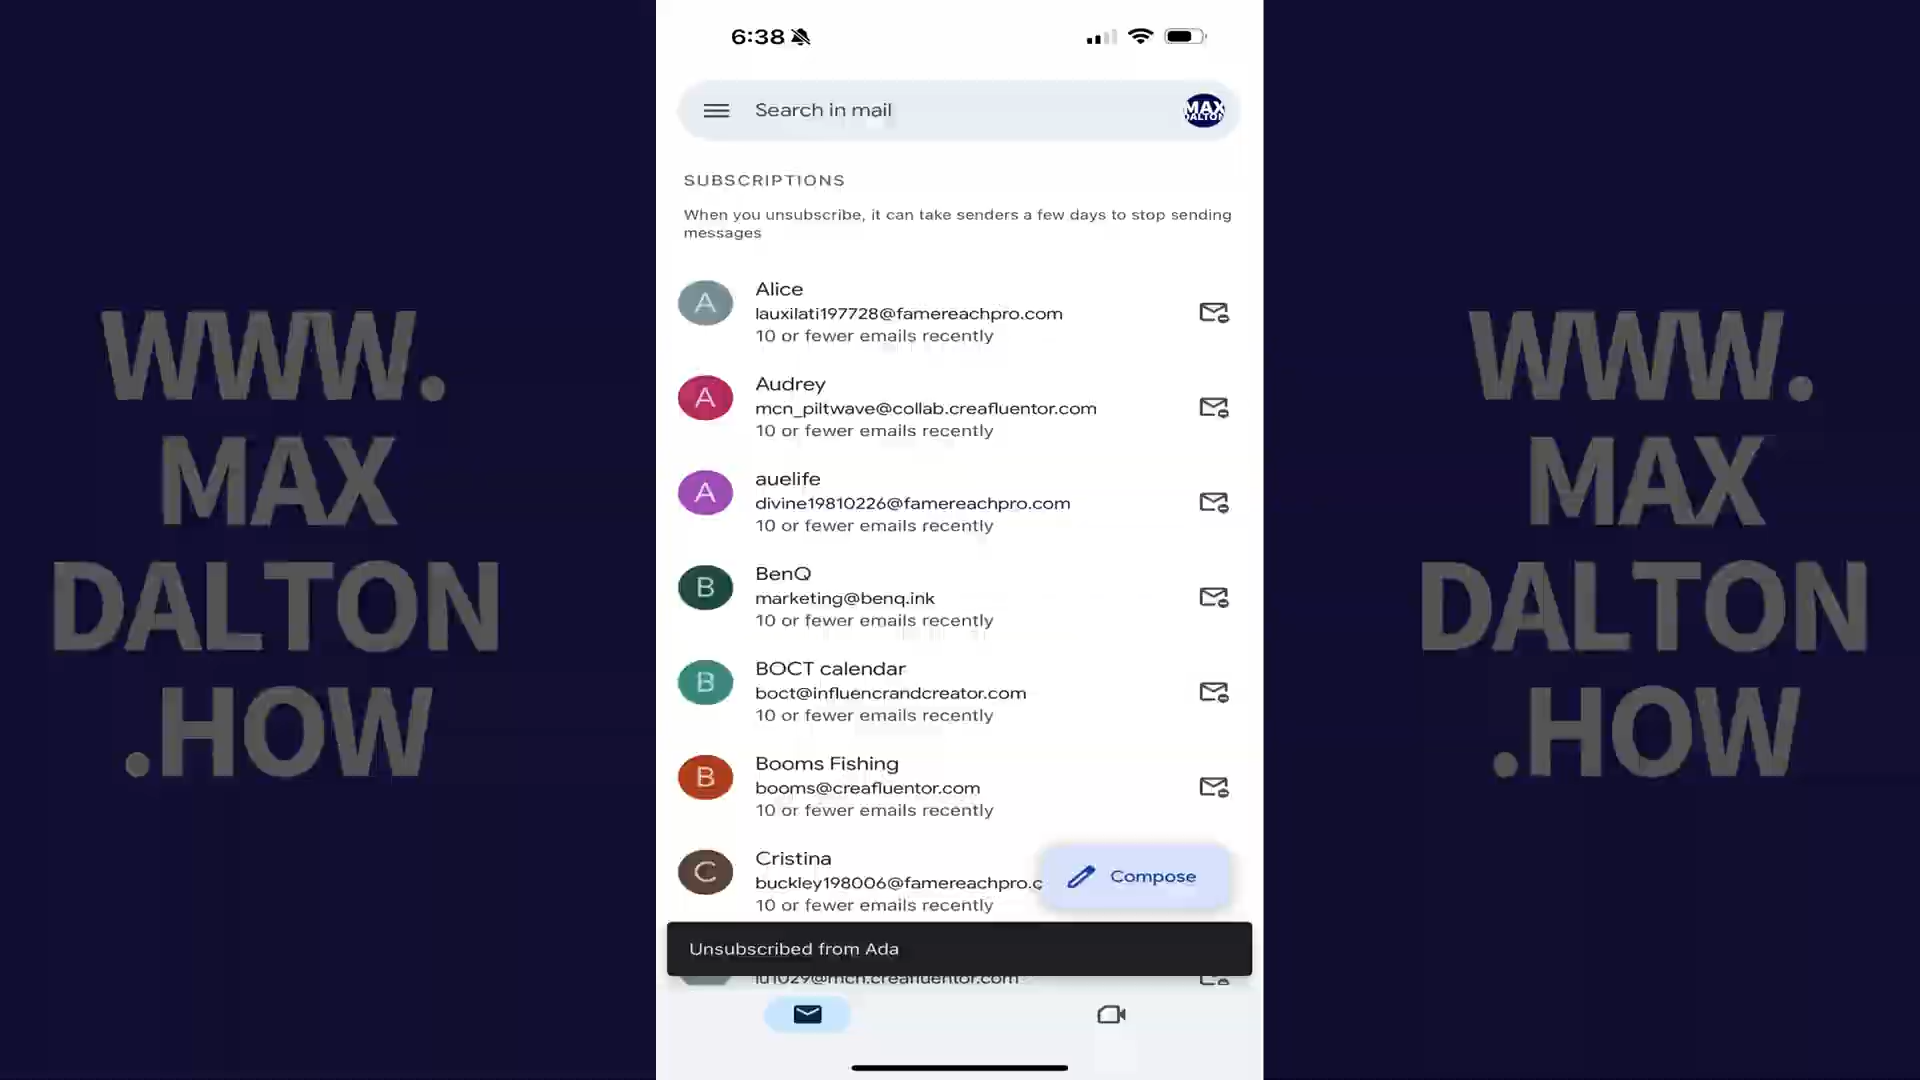 WWW.
MAX
DALTON
.HOW
6:38
Search in mail
MAX
DALTON
SUBSCRIPTIONS
When you unsubscribe, it can take senders a few days to stop sending
messages
A
Alice
lauxilati197728@famereachpro.com
10 or fewer emails recently
A
Audrey
mcn_piltwave@collab.creafluentor.com
10 or fewer emails recently
A
auelife
divine19810226@famereachpro.com
10 or fewer emails recently
B
BenQ
marketing@benq.ink
10 or fewer emails recently
B
BOCT calendar
boct@influencrandcreator.com
10 or fewer emails recently
B
Booms Fishing
booms@creafluentor.com
10 or fewer emails recently
C
Cristina
buckley198006@famereachpro.c
10 or fewer emails recently
Compose
Unsubscribed from Ada
WWW.
MAX
DALTON
.HOW